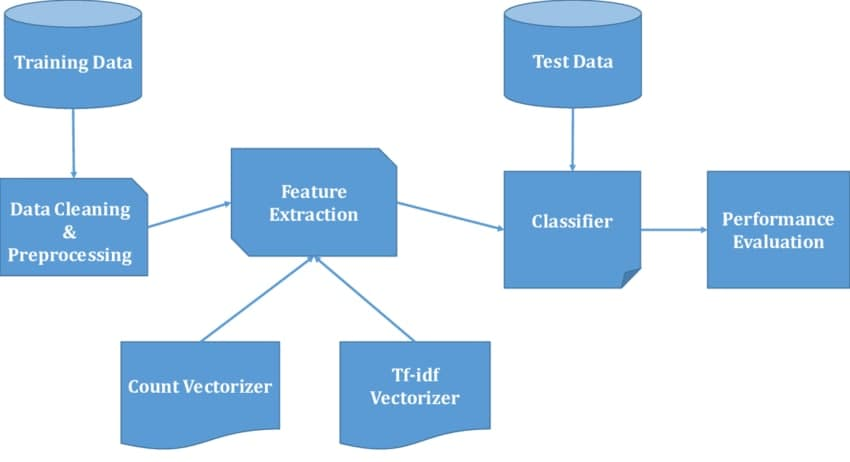 Training Data
Test Data
Data Cleaning
&
Preprocessing
Feature
Extraction
Classifier
Performance
Evaluation
Count Vectorizer
Tf-idf
Vectorizer